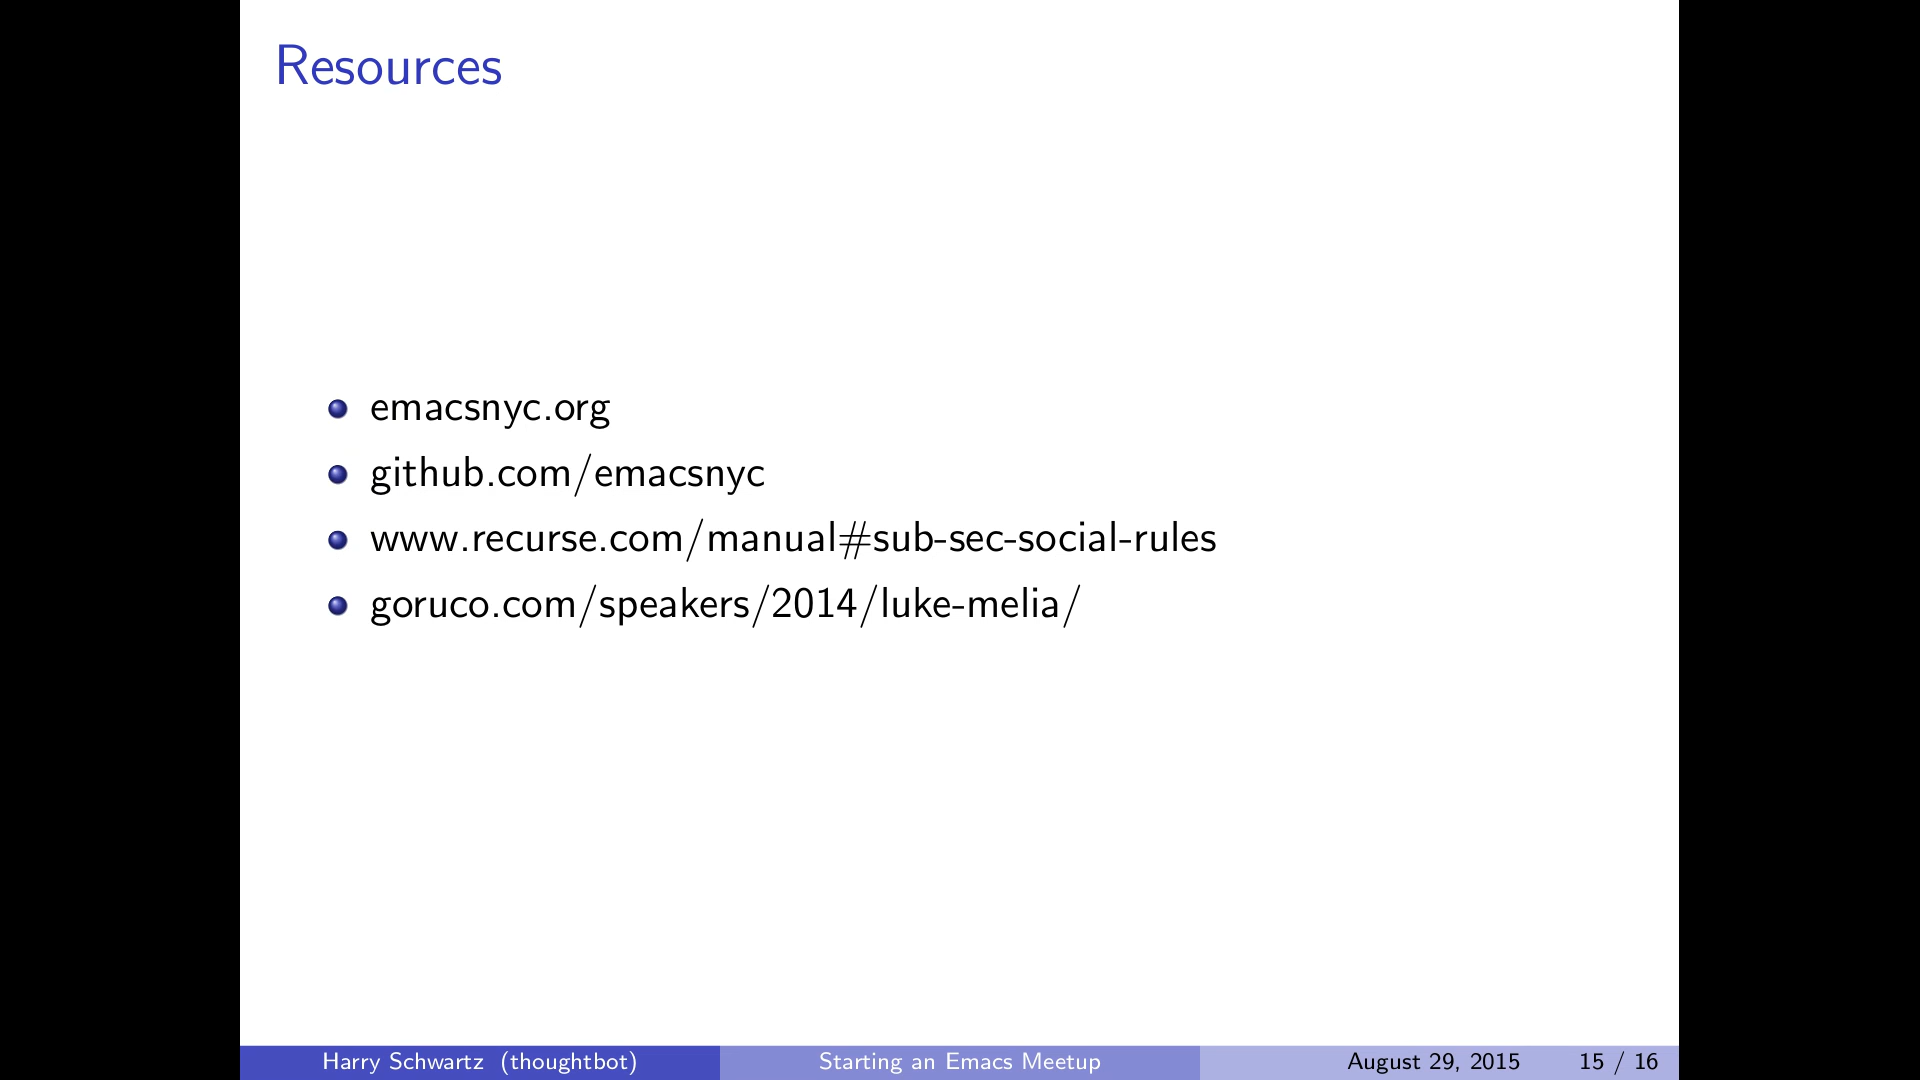 Resources
emacsnyc.org
github.com/emacsnyc
www.recurse.com/manual#sub-sec-social-rules
goruco.com/speakers/2014/luke-melia/
Harry Schwartz (thoughtbot) Starting an Emacs Meetup August 29, 2015 15 / 16